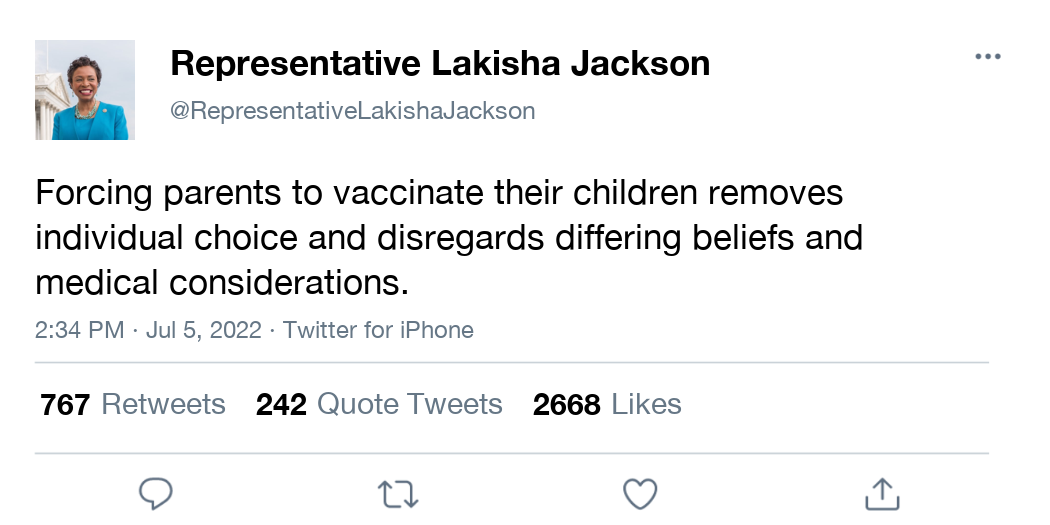 Representative Lakisha Jackson
@RepresentativeLakishaJackson
Forcing parents to vaccinate their children removes
individual choice and disregards differing beliefs and
medical considerations.
2:34 PM · Jul 5, 2022 · Twitter for iPhone
767 Retweets 242 Quote Tweets 2668 Likes